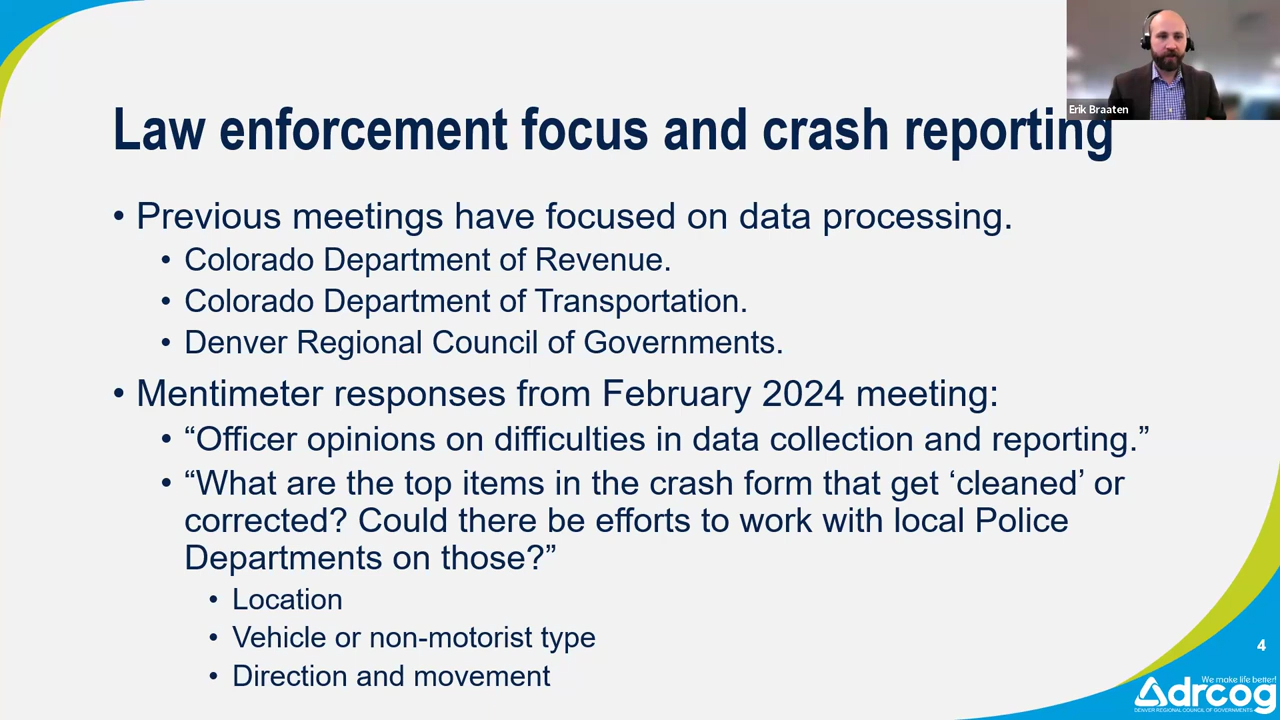 Erik Braaten
Law enforcement focus and crash reporting
• Previous meetings have focused on data processing.
• Colorado Department of Revenue.
• Colorado Department of Transportation.
• Denver Regional Council of Governments.
• Mentimeter responses from February 2024 meeting:
• “Officer opinions on difficulties in data collection and reporting.”
• “What are the top items in the crash form that get ‘cleaned’ or
corrected? Could there be efforts to work with local Police
Departments on those?”
• Location
• Vehicle or non-motorist type
• Direction and movement
4
We make life better!
drcog
DENVER REGIONAL COUNCIL OF GOVERNMENTS